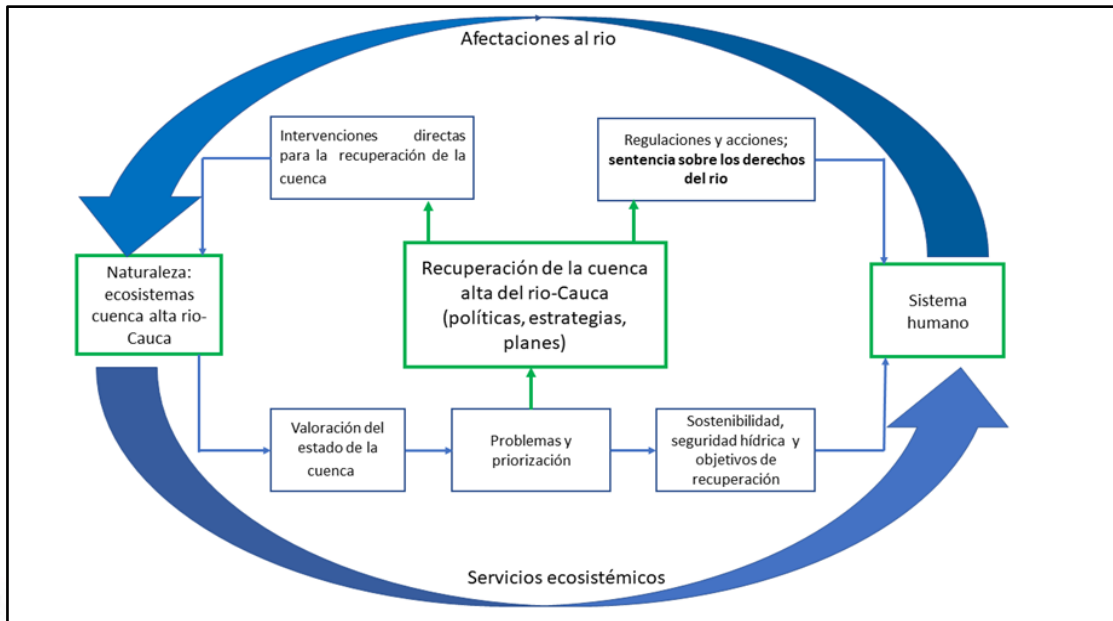 Afectaciones al rio
Intervenciones directas
para la recuperación de la
cuenca
Regulaciones y acciones;
sentencia sobre los derechos
del rio
Naturaleza:
ecosistemas
cuenca alta rio-
Cauca
Recuperación de la cuenca
alta del rio-Cauca
(políticas, estrategias,
planes)
Sistema
humano
Valoración del
estado de la
cuenca
Problemas y
priorización
Sostenibilidad,
seguridad hídrica y
objetivos de
recuperación
Servicios ecosistémicos